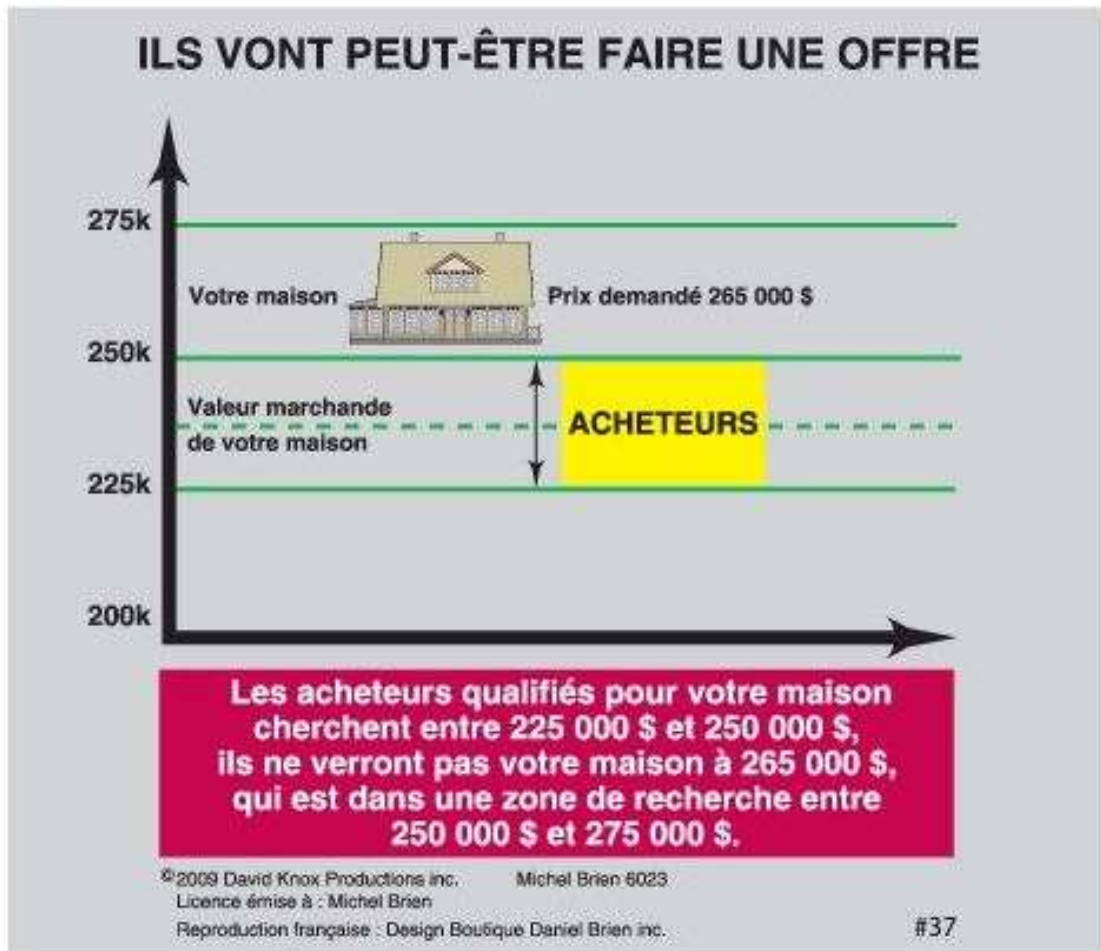 ILS VONT PEUT-ÊTRE FAIRE UNE OFFRE
275k
Votre maison
Prix demandé 265 000 $
250k
Valeur marchande
de votre maison
ACHETEURS
225k
200k
Les acheteurs qualifiés pour votre maison
cherchent entre 225 000 $ et 250 000 $,
ils ne verront pas votre maison à 265 000 $,
qui est dans une zone de recherche entre
250 000 $ et 275 000 $.
©2009 David Knox Productions inc. Michel Brien 6023
Licence émise à : Michel Brien
Reproduction française : Design Boutique Daniel Brien inc.
#37